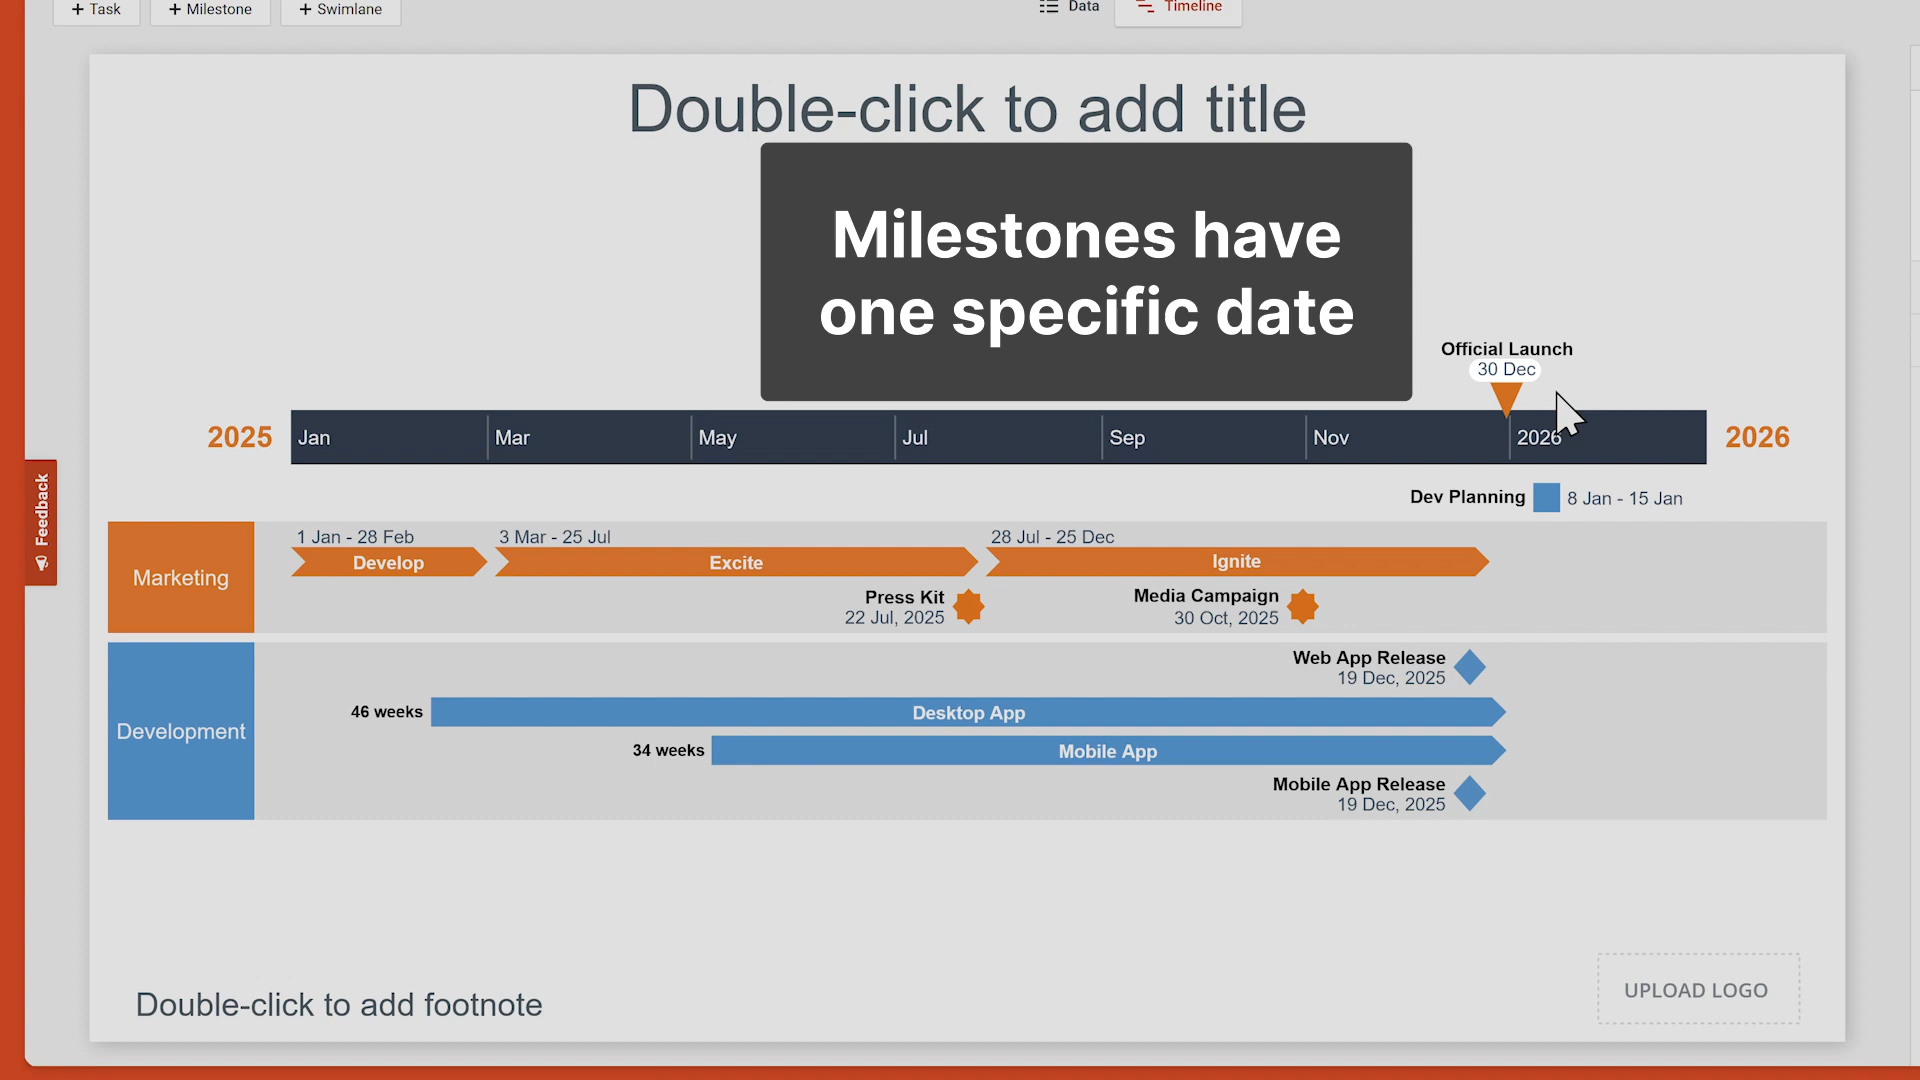 + Task
+ Milestone
+ Swimlane
Data
Timeline
Double-click to add title
Milestones have
one specific date
Official Launch
30 Dec
2025
Jan
Mar
May
Jul
Sep
Nov
2026
2026
Feedback
Dev Planning
8 Jan - 15 Jan
Marketing
1 Jan - 28 Feb
3 Mar - 25 Jul
28 Jul - 25 Dec
Develop
Excite
Ignite
Press Kit
22 Jul, 2025
Media Campaign
30 Oct, 2025
Development
Web App Release
19 Dec, 2025
46 weeks
Desktop App
34 weeks
Mobile App
Mobile App Release
19 Dec, 2025
Double-click to add footnote
UPLOAD LOGO